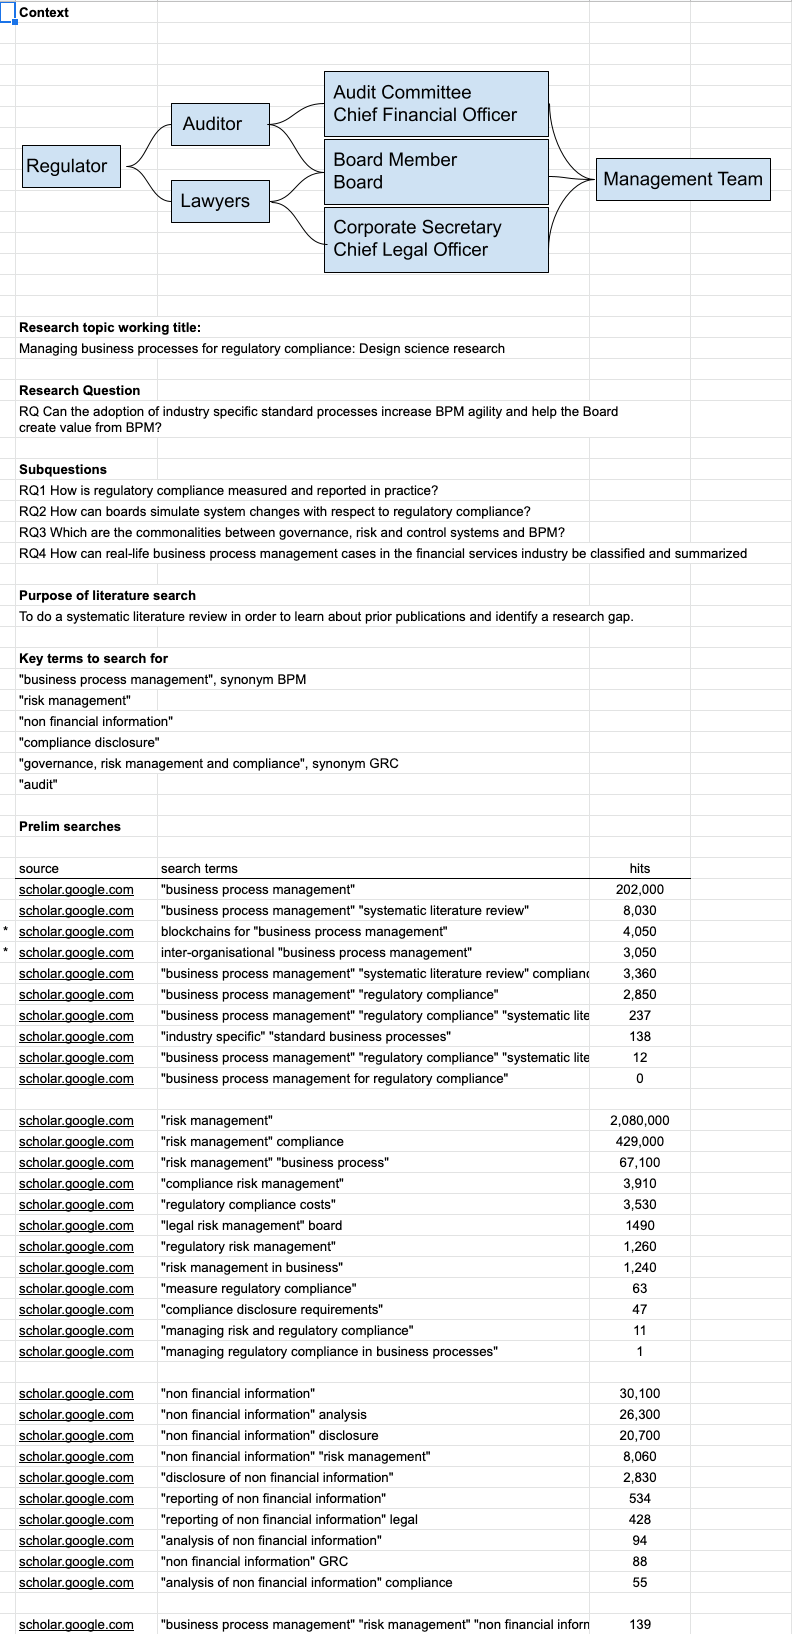 Context
Regulator
Auditor
Lawyers
Audit Committee
Chief Financial Officer
Board Member
Board
Corporate Secretary
Chief Legal Officer
Management Team
Research topic working title:
Managing business processes for regulatory compliance: Design science research
Research Question
RQ Can the adoption of industry specific standard processes increase BPM agility and help the Board
create value from BPM?
Subquestions
RQ1 How is regulatory compliance measured and reported in practice?
RQ2 How can boards simulate system changes with respect to regulatory compliance?
RQ3 Which are the commonalities between governance, risk and control systems and BPM?
RQ4 How can real-life business process management cases in the financial services industry be classified and summarized
Purpose of literature search
To do a systematic literature review in order to learn about prior publications and identify a research gap.
Key terms to search for
"business process management", synonym BPM
"risk management"
"non financial information"
"compliance disclosure"
"governance, risk management and compliance", synonym GRC
"audit"
Prelim searches
source search terms hits
scholar.google.com "business process management" 202,000
scholar.google.com "business process management" "systematic literature review" 8,030
* scholar.google.com blockchains for "business process management" 4,050
* scholar.google.com inter-organisational "business process management" 3,050
scholar.google.com "business process management" "systematic literature review" complianc 3,360
scholar.google.com "business process management" "regulatory compliance" 2,850
scholar.google.com "business process management" "regulatory compliance" "systematic lite 237
scholar.google.com "industry specific" "standard business processes" 138
scholar.google.com "business process management" "regulatory compliance" "systematic lite 12
scholar.google.com "business process management for regulatory compliance" 0
scholar.google.com "risk management" 2,080,000
scholar.google.com "risk management" compliance 429,000
scholar.google.com "risk management" "business process" 67,100
scholar.google.com "compliance risk management" 3,910
scholar.google.com "regulatory compliance costs" 3,530
scholar.google.com "legal risk management" board 1490
scholar.google.com "regulatory risk management" 1,260
scholar.google.com "risk management in business" 1,240
scholar.google.com "measure regulatory compliance" 63
scholar.google.com "compliance disclosure requirements" 47
scholar.google.com "managing risk and regulatory compliance" 11
scholar.google.com "managing regulatory compliance in business processes" 1
scholar.google.com "non financial information" 30,100
scholar.google.com "non financial information" analysis 26,300
scholar.google.com "non financial information" disclosure 20,700
scholar.google.com "non financial information" "risk management" 8,060
scholar.google.com "disclosure of non financial information" 2,830
scholar.google.com "reporting of non financial information" 534
scholar.google.com "reporting of non financial information" legal 428
scholar.google.com "analysis of non financial information" 94
scholar.google.com "non financial information" GRC 88
scholar.google.com "analysis of non financial information" compliance 55
scholar.google.com "business process management" "risk management" "non financial inforn 139